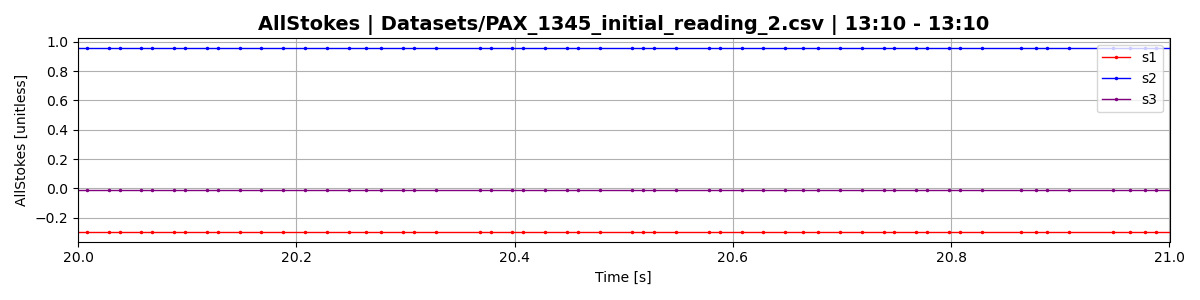 AllStokes | Datasets/PAX_1345_initial_reading_2.csv | 13:10 - 13:10
AllStokes [unitless]
1.0
0.8
0.6
0.4
0.2
0.0
−0.2
s1
s2
s3
20.0 20.2 20.4 20.6 20.8 21.0
Time [s]